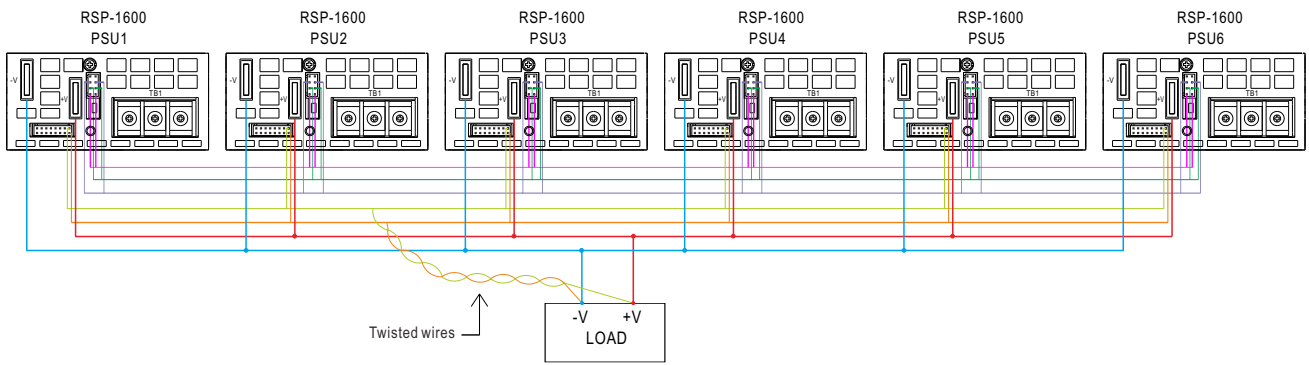 RSP-1600 RSP-1600 RSP-1600 RSP-1600 RSP-1600 RSP-1600
PSU1 PSU2 PSU3 PSU4 PSU5 PSU6
-V -V -V -V -V -V
+V +V +V +V +V +V
TB1 TB1 TB1 TB1 TB1 TB1
-V +V
Twisted wires
LOAD